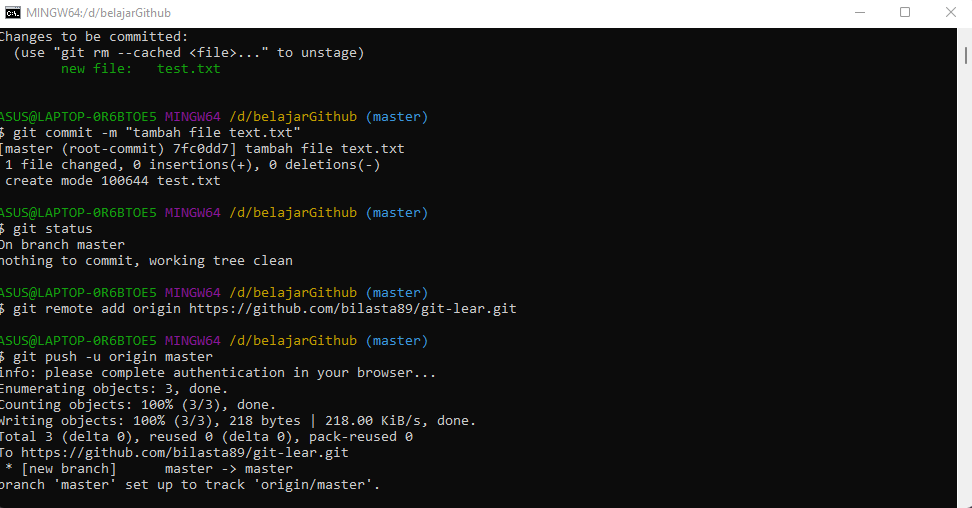 MINGW64:/d/belajarGithub
Changes to be committed:
  (use "git rm --cached <file>..." to unstage)
        new file:   test.txt
ASUS@LAPTOP-0R6BTOE5 MINGW64 /d/belajarGithub (master)
$ git commit -m "tambah file text.txt"
[master (root-commit) 7fc0dd7] tambah file text.txt
 1 file changed, 0 insertions(+), 0 deletions(-)
 create mode 100644 test.txt
ASUS@LAPTOP-0R6BTOE5 MINGW64 /d/belajarGithub (master)
$ git status
On branch master
nothing to commit, working tree clean
ASUS@LAPTOP-0R6BTOE5 MINGW64 /d/belajarGithub (master)
$ git remote add origin https://github.com/bilasta89/git-lear.git
ASUS@LAPTOP-0R6BTOE5 MINGW64 /d/belajarGithub (master)
$ git push -u origin master
info: please complete authentication in your browser...
Enumerating objects: 3, done.
Counting objects: 100% (3/3), done.
Writing objects: 100% (3/3), 218 bytes | 218.00 KiB/s, done.
Total 3 (delta 0), reused 0 (delta 0), pack-reused 0
To https://github.com/bilasta89/git-lear.git
 * [new branch]      master -> master
branch 'master' set up to track 'origin/master'.